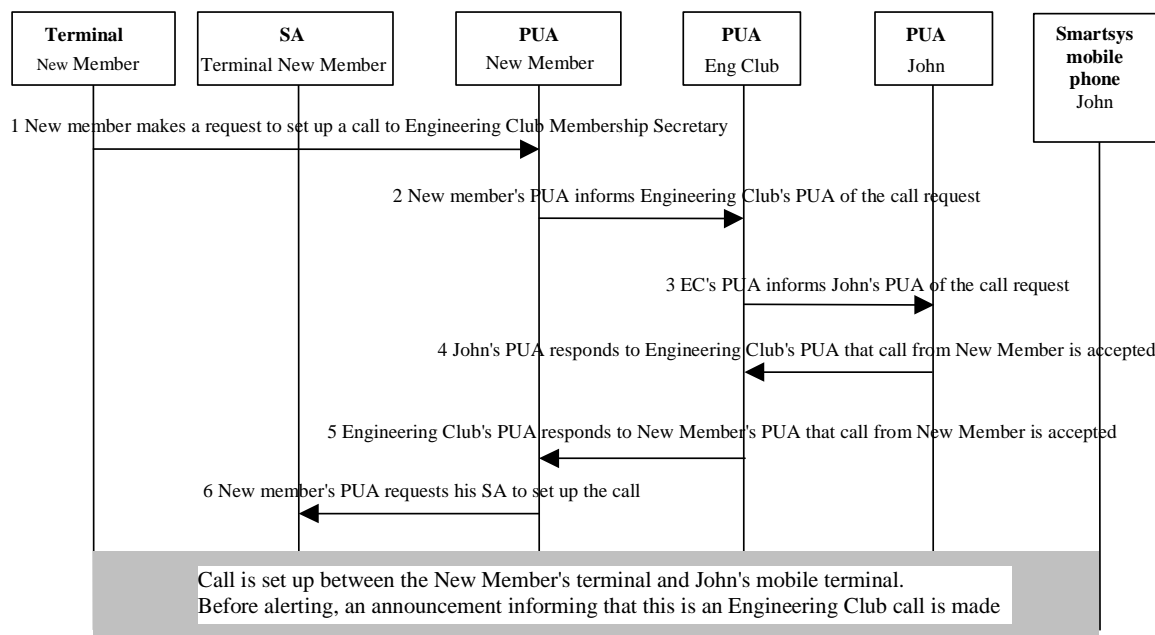 Terminal
New Member
SA
Terminal New Member
PUA
New Member
PUA
Eng Club
PUA
John
Smartsys
mobile
phone
John
1 New member makes a request to set up a call to Engineering Club Membership Secretary
2 New member's PUA informs Engineering Club's PUA of the call request
3 EC's PUA informs John's PUA of the call request
4 John's PUA responds to Engineering Club's PUA that call from New Member is accepted
5 Engineering Club's PUA responds to New Member's PUA that call from New Member is accepted
6 New member's PUA requests his SA to set up the call
Call is set up between the New Member's terminal and John's mobile terminal.
Before alerting, an announcement informing that this is an Engineering Club call is made